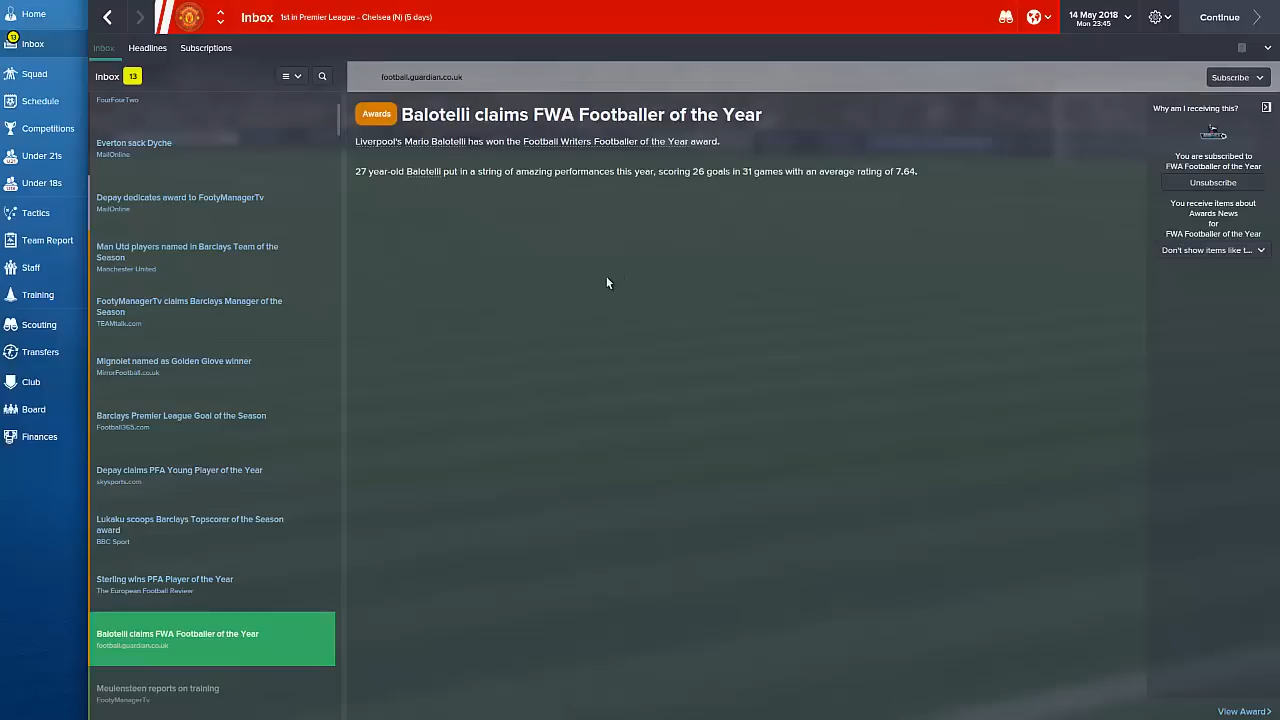 Home
Inbox
13
Squad
Schedule
Competitions
Under 21s
Under 18s
Tactics
Team Report
Staff
Training
Scouting
Transfers
Club
Board
Finances
Inbox
1st in Premier League - Chelsea (N) (5 days)
14 May 2018
Mon 23:45
Continue
Inbox
Headlines
Subscriptions
Inbox 13
FourFourTwo
Everton sack Dyche
MailOnline
Depay dedicates award to FootyManagerTv
MailOnline
Man Utd players named in Barclays Team of the
Season
Manchester United
FootyManagerTv claims Barclays Manager of the
Season
TEAMtalk.com
Mignolet named as Golden Glove winner
MirrorFootball.co.uk
Barclays Premier League Goal of the Season
Football365.com
Depay claims PFA Young Player of the Year
skysports.com
Lukaku scoops Barclays Topscorer of the Season
award
BBC Sport
Sterling wins PFA Player of the Year
The European Football Review
Balotelli claims FWA Footballer of the Year
football.guardian.co.uk
Meulensteen reports on training
FootyManagerTv
football.guardian.co.uk
Subscribe
Awards
Balotelli claims FWA Footballer of the Year
Liverpool's Mario Balotelli has won the Football Writers Footballer of the Year award.
27 year-old Balotelli put in a string of amazing performances this year, scoring 26 goals in 31 games with an average rating of 7.64.
Why am I receiving this?
You are subscribed to
FWA Footballer of the Year
Unsubscribe
You receive items about
Awards News
for
FWA Footballer of the Year
Don't show items like t...
View Award>